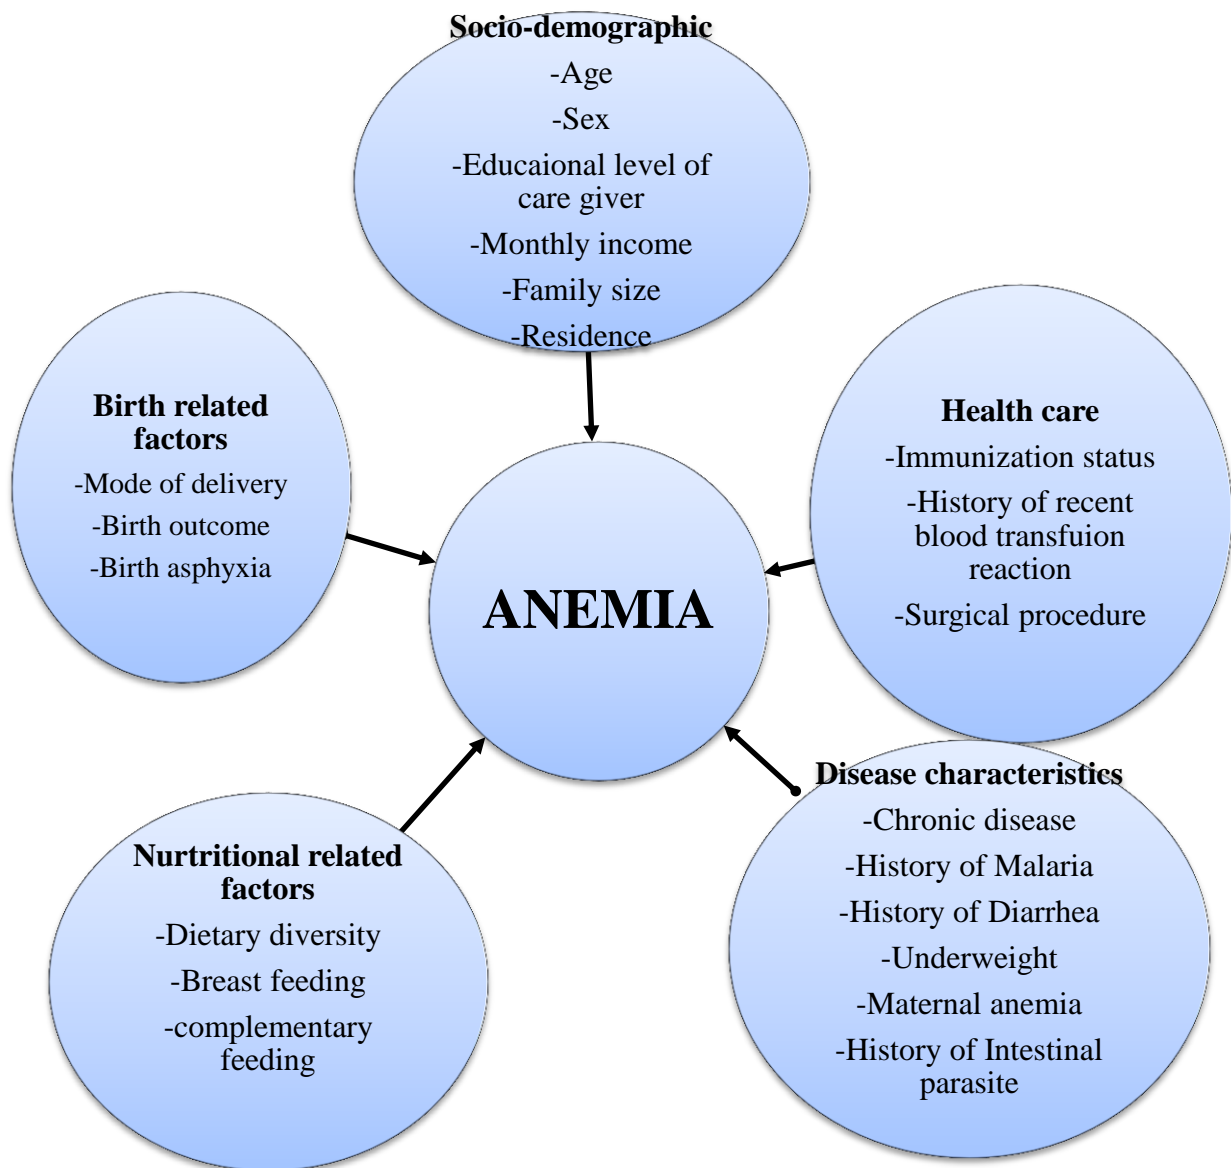 Socio-demographic
-Age
-Sex
-Educaional level of
care giver
-Monthly income
-Family size
-Residence
Birth related
factors
-Mode of delivery
-Birth outcome
-Birth asphyxia
Health care
-Immunization status
-History of recent
blood transfuion
reaction
-Surgical procedure
ANEMIA
Nurtritional related
factors
-Dietary diversity
-Breast feeding
-complementary
feeding
Disease characteristics
-Chronic disease
-History of Malaria
-History of Diarrhea
-Underweight
-Maternal anemia
-History of Intestinal
parasite